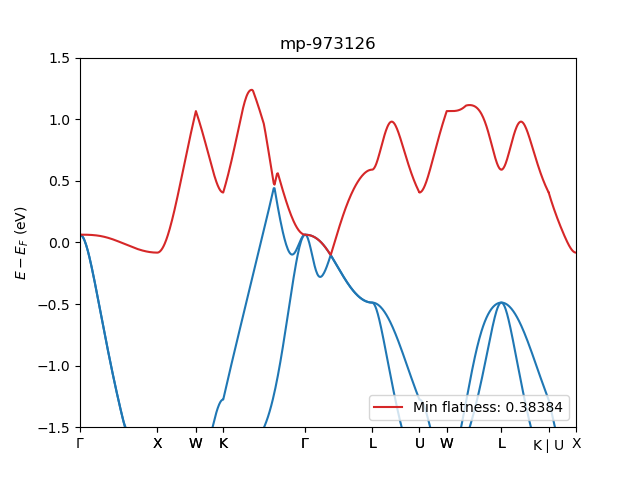 mp-973126
1.5
1.0
0.5
0.0
−0.5
−1.0
−1.5
E − E_F (eV)
Min flatness: 0.38384
Γ X W K Γ L U W L K | U X